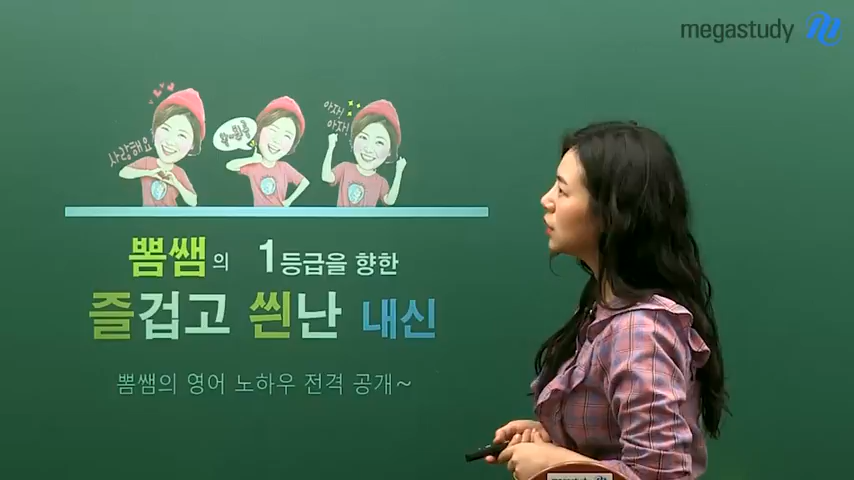 megastudy
사랑해요
아자!
아자!
뽐쌤의 1등급을 향한
즐겁고 씐난 내신
뽐쌤의 영어 노하우 전격 공개~
megastudy